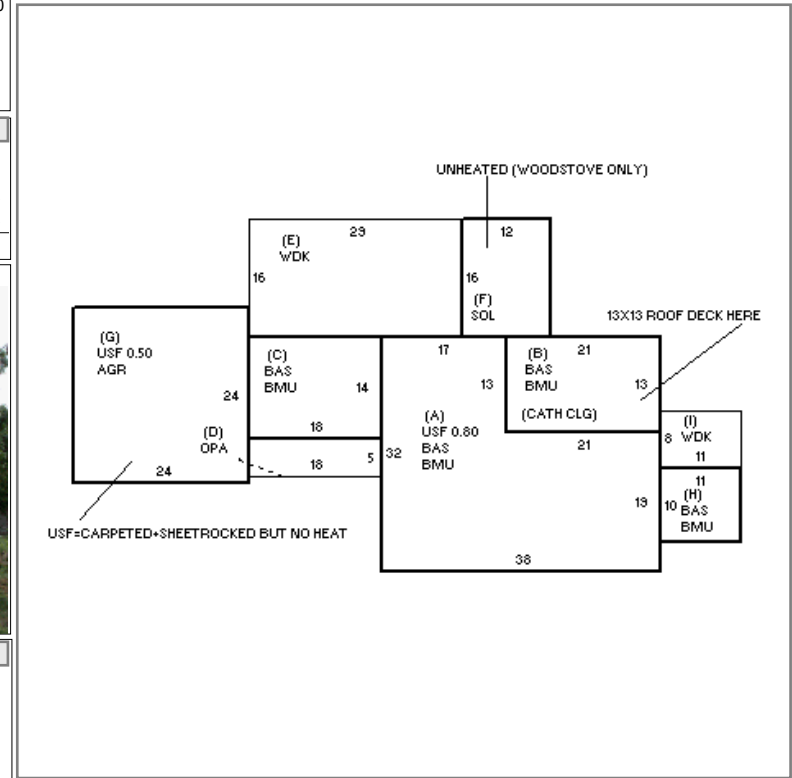 UNHEATED (WOODSTOVE ONLY)
(E)
WDK
29
16
12
16
(F)
SOL
13X13 ROOF DECK HERE
(G)
USF 0.50
AGR
24
24
(C)
BAS
BMU
14
18
(D)
OPA
18
5
17
13
(A)
USF 0.80
BAS
BMU
32
(B)
BAS
BMU
21
13
(CATH CLG)
21
19
38
(I)
WDK
8
11
11
(H)
10 BAS
BMU
USF=CARPETED+SHEETROCKED BUT NO HEAT